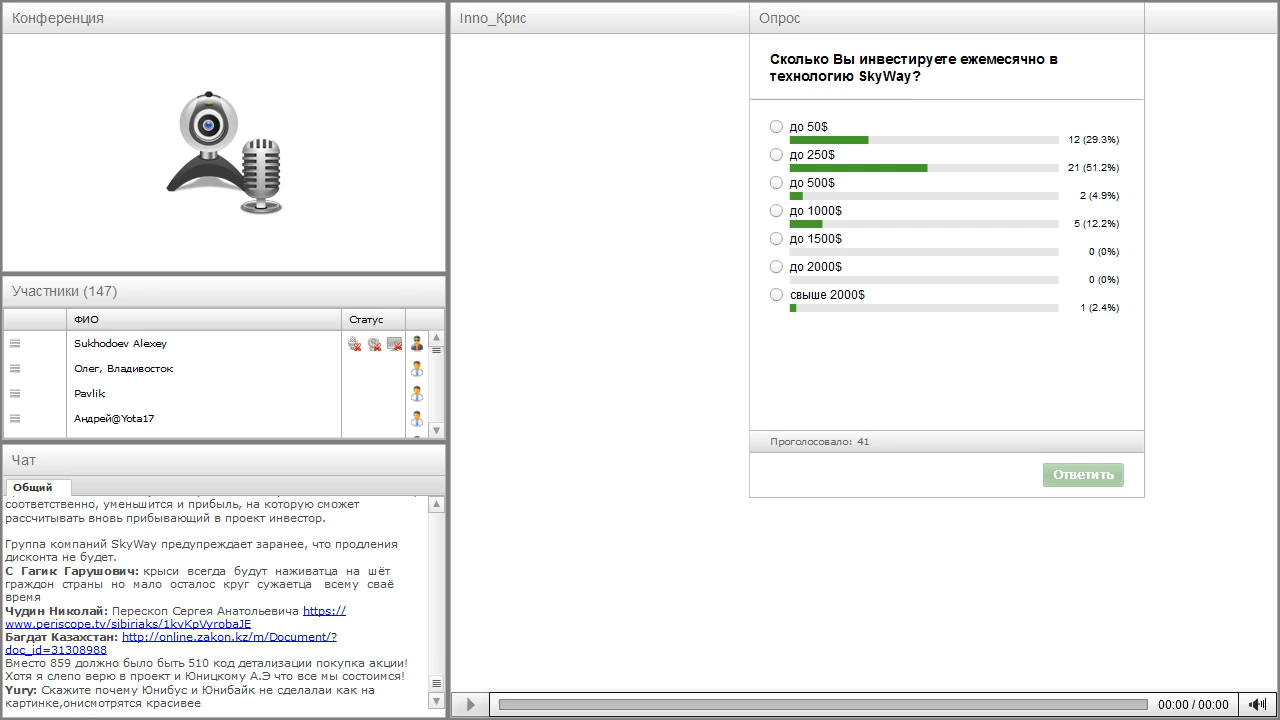 Конференция
Inno_Крис
Опрос
Сколько Вы инвестируете ежемесячно в
технологию SkyWay?
до 50$
12 (29.3%)
до 250$
21 (51.2%)
до 500$
2 (4.9%)
до 1000$
5 (12.2%)
до 1500$
0 (0%)
до 2000$
0 (0%)
свыше 2000$
1 (2.4%)
Проголосовало: 41
Ответить
Участники (147)
ФИО
Статус
Sukhodoev Alexey
Олег, Владивосток
Pavlik
Андрей@Yota17
Чат
Общий
соответственно, уменьшится и прибыль, на которую сможет
рассчитывать вновь прибывающий в проект инвестор.
Группа компаний SkyWay предупреждает заранее, что продления
дисконта не будет.
С Гагик Гарушович: крыси всегда будут наживатца на шёт
граждон страны но мало осталос круг сужаетца всему сваё
время
Чудин Николай: Перескоп Сергея Анатольевича https://
www.periscope.tv/sibiriaks/1kvKpVyrobaJE
Багдат Казахстан: http://online.zakon.kz/m/Document/?
doc_id=31308988
Вместо 859 должно было быть 510 код детализации покупка акции!
Хотя я слепо верю в проект и Юницкому А.Э что все мы состоимся!
Yury: Скажите почему Юнибус и Юнибайк не сделалаи как на
картинке,онисмотрятся красивее
00:00 / 00:00